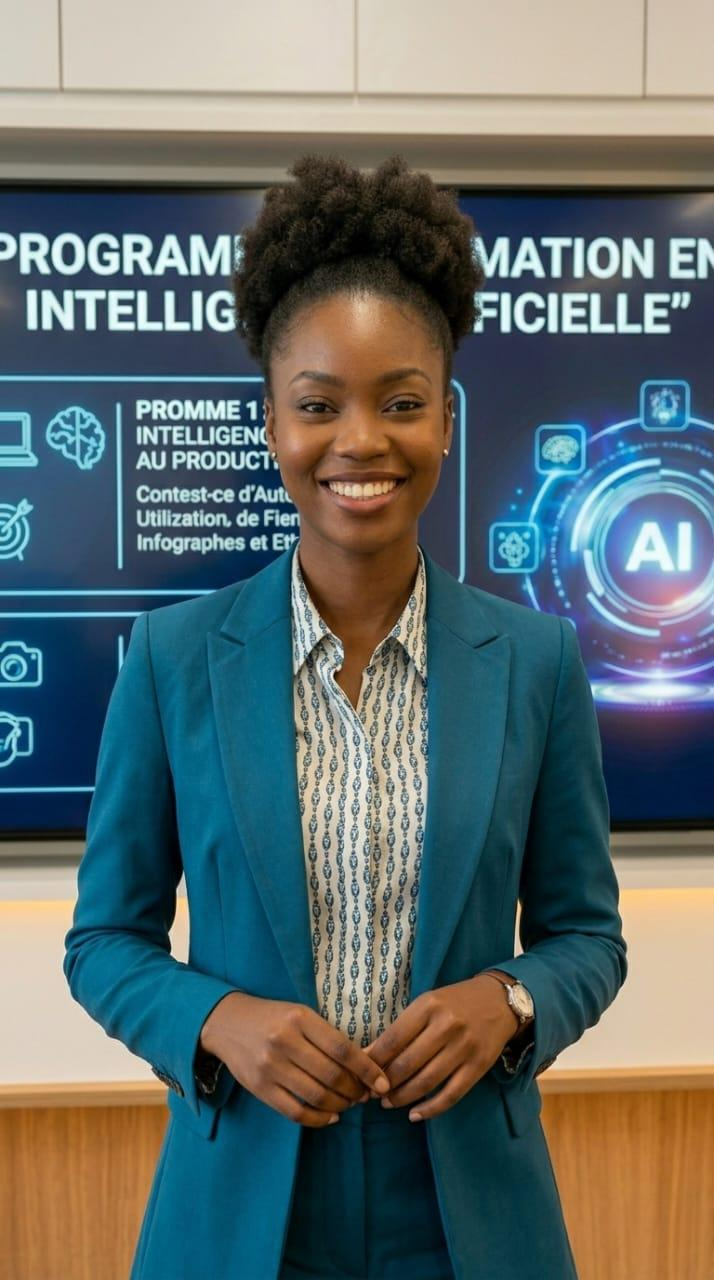 PROGRAM MATION EN
INTELLIG FICIELLE”
PROMME 1:
INTELLIGENC
AU PRODUCT
Contest-ce d'Auto
Utilization, de Fien
Infographes et Eth
AI